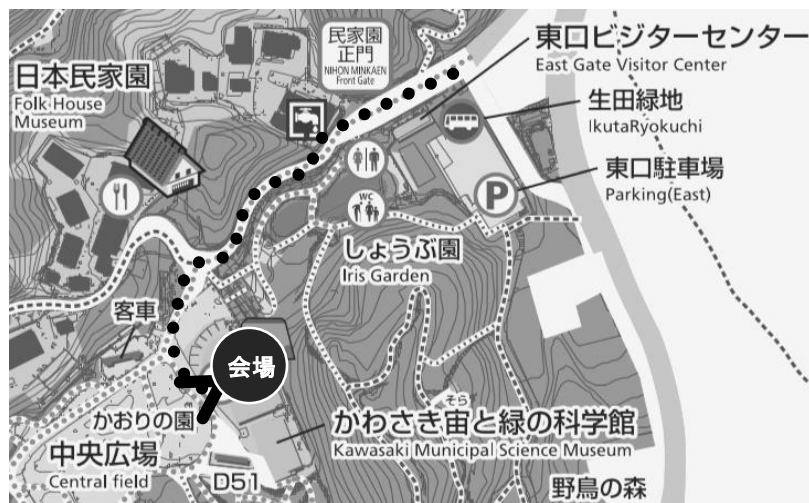 民家園
正門
NIHON MINKAEN
Front Gate
東口ビジターセンター
East Gate Visitor Center
日本民家園
Folk House
Museum
生田緑地
IkutaRyokuchi
東口駐車場
Parking(East)
P
WC
しょうぶ園
Iris Garden
客車
会場
かおりの園
中央広場
Central field
そら
かわさき宙と緑の科学館
Kawasaki Municipal Science Museum
D51
野鳥の森